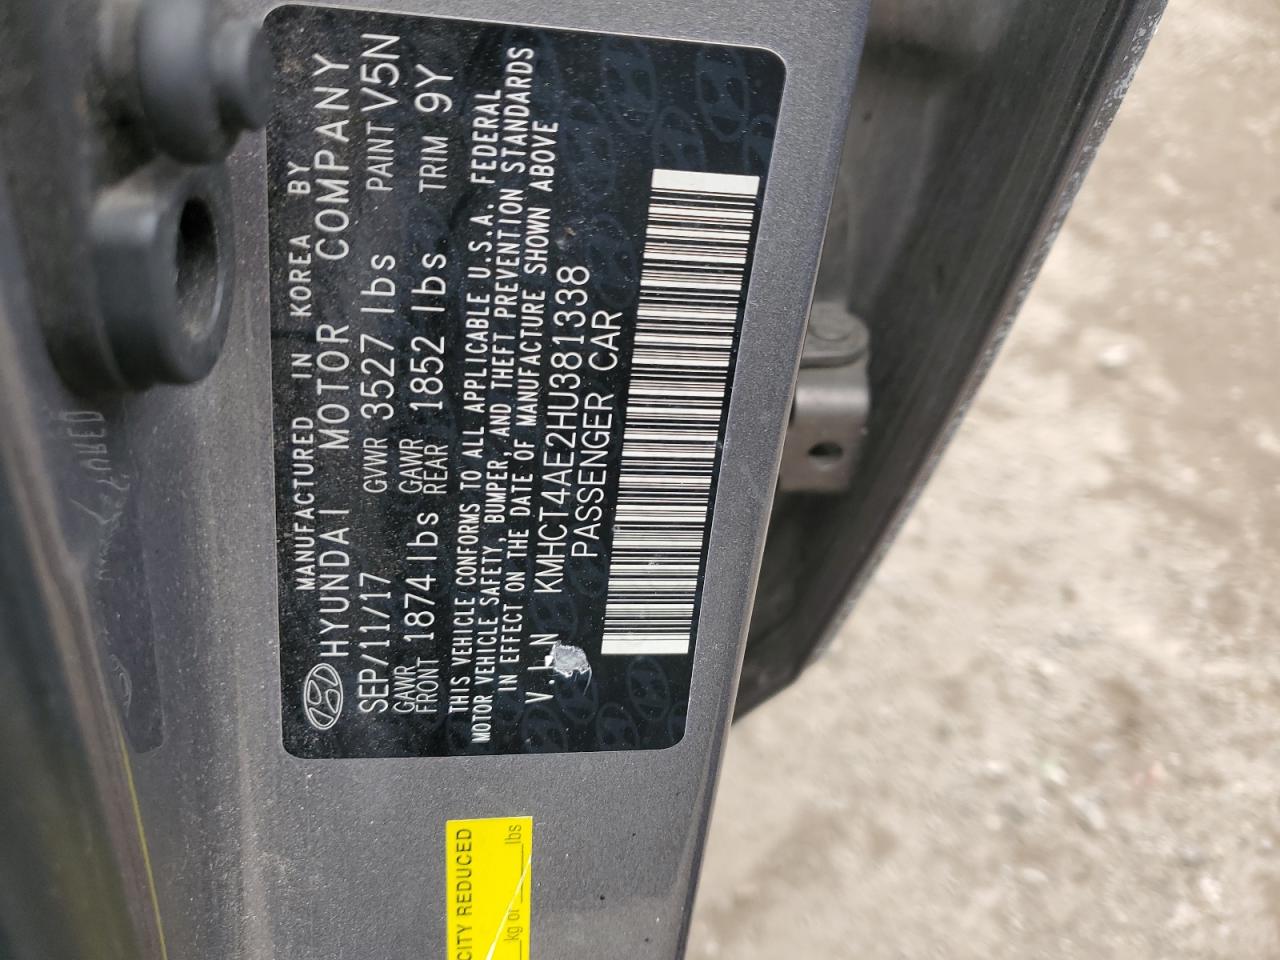 MANUFACTURED IN KOREA BY
HYUNDAI MOTOR COMPANY
SEP/11/17 GVWR 3527 lbs PAINT V5N
GAWR FRONT 1874 lbs GAWR REAR 1852 lbs TRIM 9Y
THIS VEHICLE CONFORMS TO ALL APPLICABLE U.S.A. FEDERAL
MOTOR VEHICLE SAFETY, BUMPER, AND THEFT PREVENTION STANDARDS
IN EFFECT ON THE DATE OF MANUFACTURE SHOWN ABOVE
V.I.N KMHCT4AE2HU381338
PASSENGER CAR
CITY REDUCED
kg or lbs